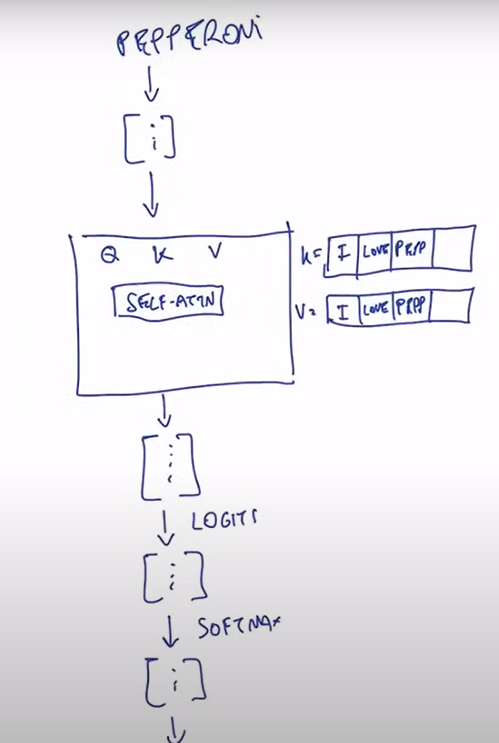 PEPPERONi
Q K V
SELF-ATTN
K= I LOVE PEPP
V= I LOVE PEPP
LOGITS
SOFTMAX